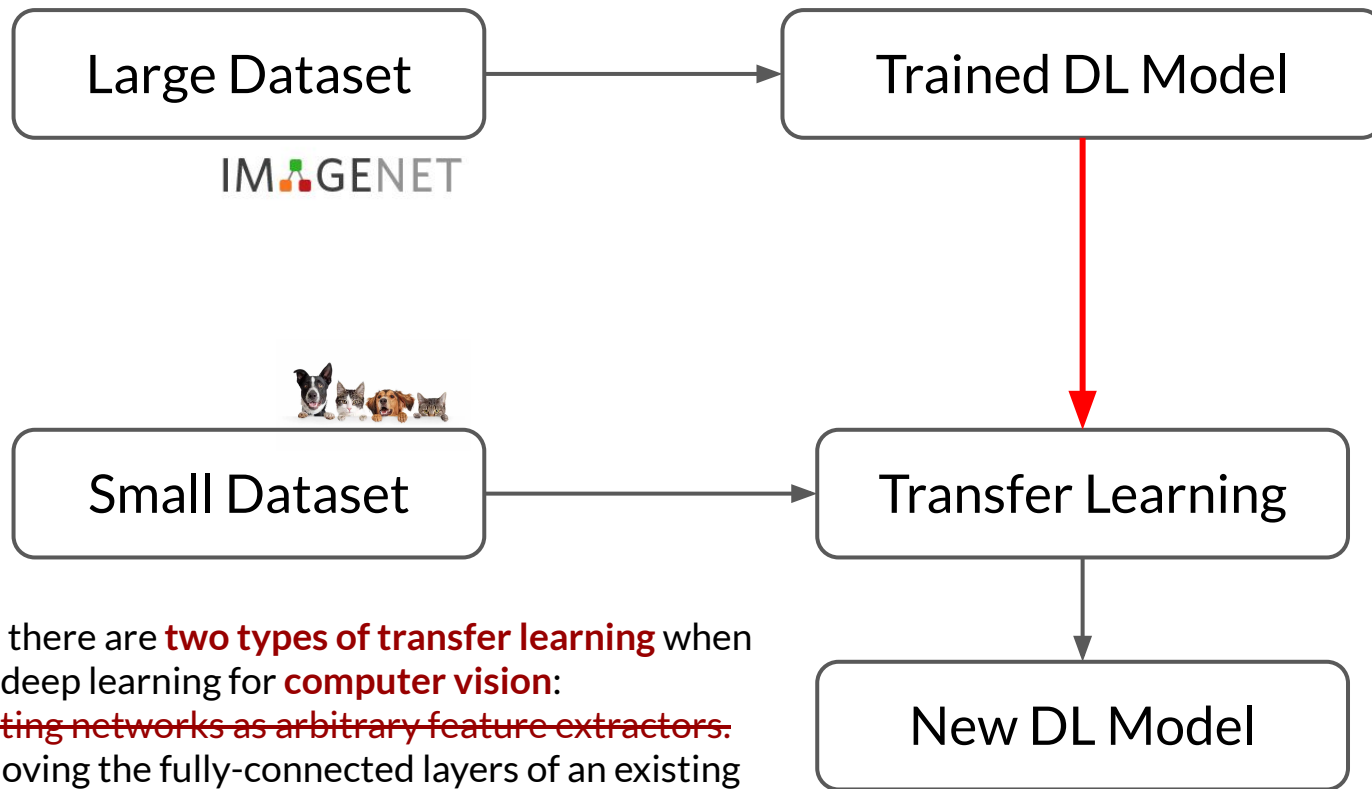 Large Dataset
Trained DL Model
IMAGENET
Small Dataset
Transfer Learning
there are two types of transfer learning when
deep learning for computer vision:
networks as arbitrary feature extractors.
the fully-connected layers of an existing
New DL Model